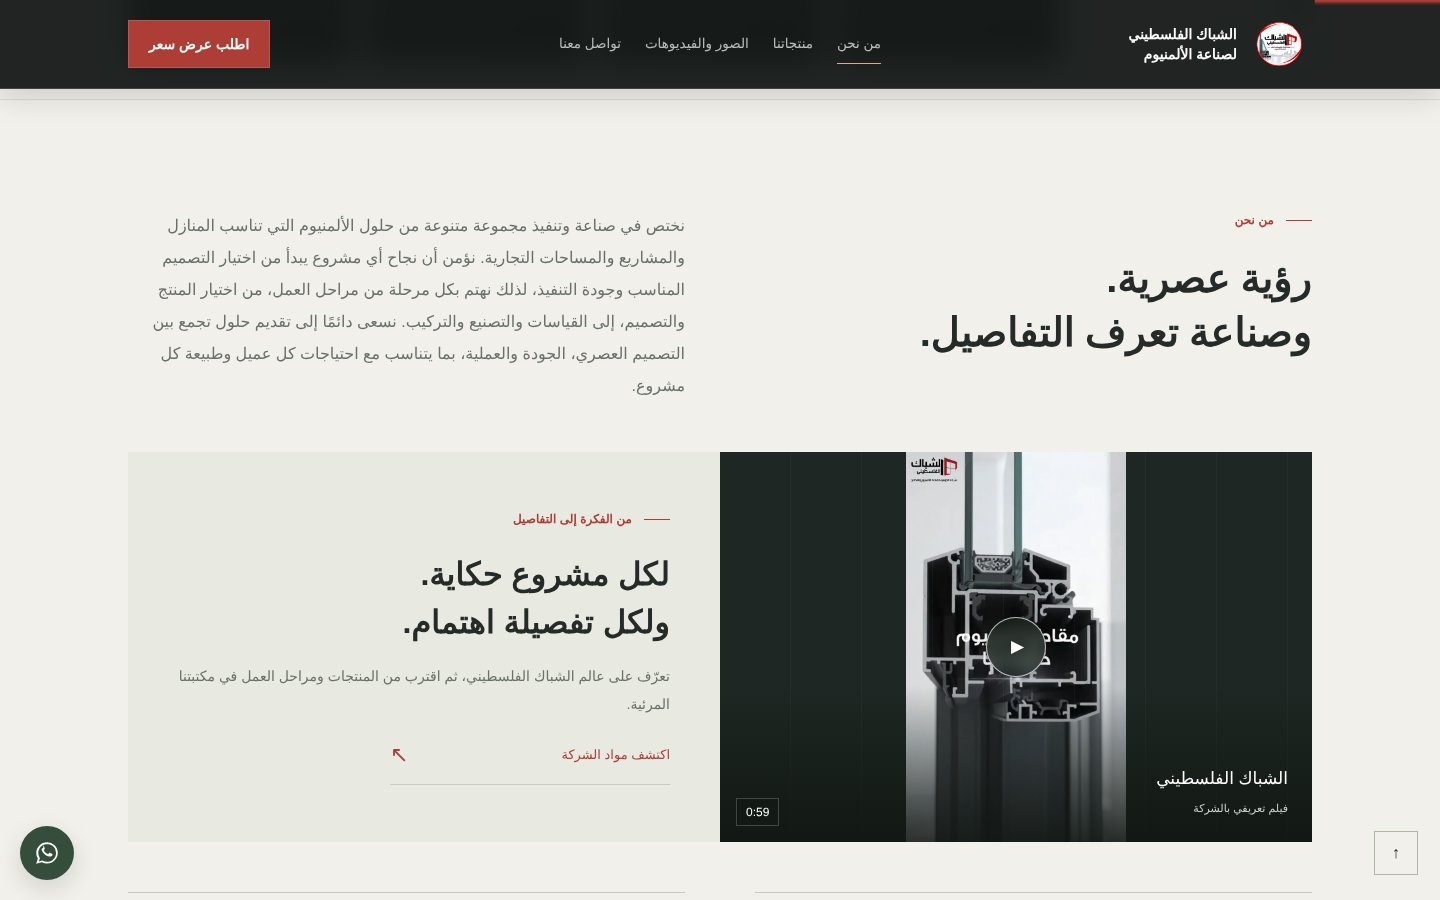 الشباك الفلسطيني
لصناعة الألمنيوم
من نحن
منتجاتنا
الصور والفيديوهات
تواصل معنا
اطلب عرض سعر
من نحن
رؤية عصرية.
وصناعة تعرف التفاصيل.
نختص في صناعة وتنفيذ مجموعة متنوعة من حلول الألمنيوم التي تناسب المنازل
والمشاريع والمساحات التجارية. نؤمن أن نجاح أي مشروع يبدأ من اختيار التصميم
المناسب وجودة التنفيذ، لذلك نهتم بكل مرحلة من مراحل العمل، من اختيار المنتج
والتصميم، إلى القياسات والتصنيع والتركيب. نسعى دائمًا إلى تقديم حلول تجمع بين
التصميم العصري، الجودة والعملية، بما يتناسب مع احتياجات كل عميل وطبيعة كل
مشروع.
الشباك
الفلسطيني
الشباك الفلسطيني
فيلم تعريفي بالشركة
0:59
من الفكرة إلى التفاصيل
لكل مشروع حكاية.
ولكل تفصيلة اهتمام.
تعرّف على عالم الشباك الفلسطيني، ثم اقترب من المنتجات ومراحل العمل في مكتبتنا
المرئية.
اكتشف مواد الشركة ↖
↑